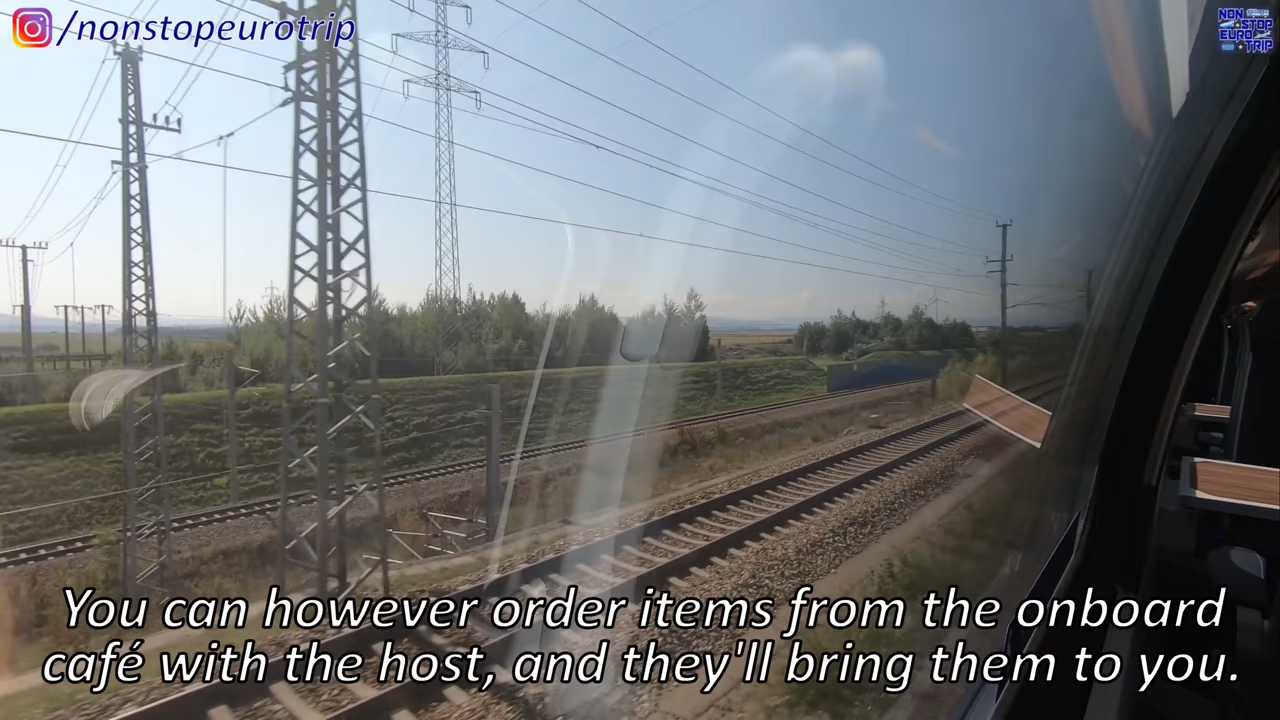 /nonstopeurotrip
NON
STOP
EURO
TRIP
You can however order items from the onboard
café with the host, and they'll bring them to you.